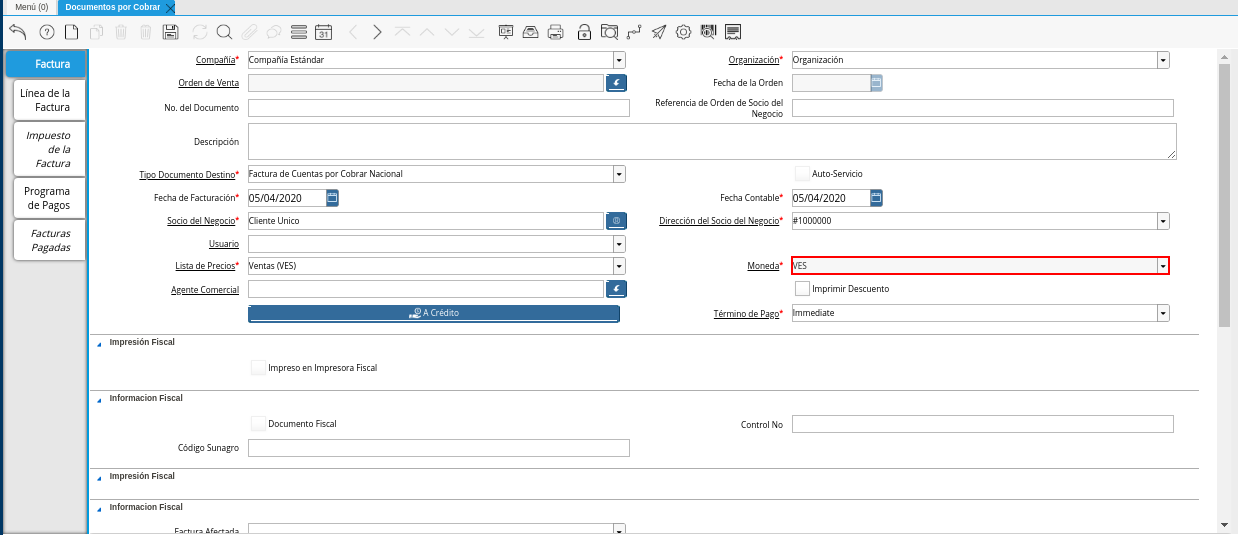 Menú (0)
Documentos por Cobrar
31
Factura
Línea de la
Factura
Impuesto
de la
Factura
Programa
de Pagos
Facturas
Pagadas
Compañía* Compañía Estándar
Organización* Organización
Orden de Venta
Fecha de la Orden
No. del Documento
Referencia de Orden de Socio del
Negocio
Descripción
Tipo Documento Destino* Factura de Cuentas por Cobrar Nacional
Auto-Servicio
Fecha de Facturación* 05/04/2020
Fecha Contable* 05/04/2020
Socio del Negocio* Cliente Unico
Dirección del Socio del Negocio* #1000000
Usuario
Lista de Precios* Ventas (VES)
Moneda* VES
Agente Comercial
Imprimir Descuento
A Crédito
Término de Pago* Immediate
Impresión Fiscal
Impreso en Impresora Fiscal
Informacion Fiscal
Documento Fiscal
Control No
Código Sunagro
Impresión Fiscal
Informacion Fiscal
Factura Afectada